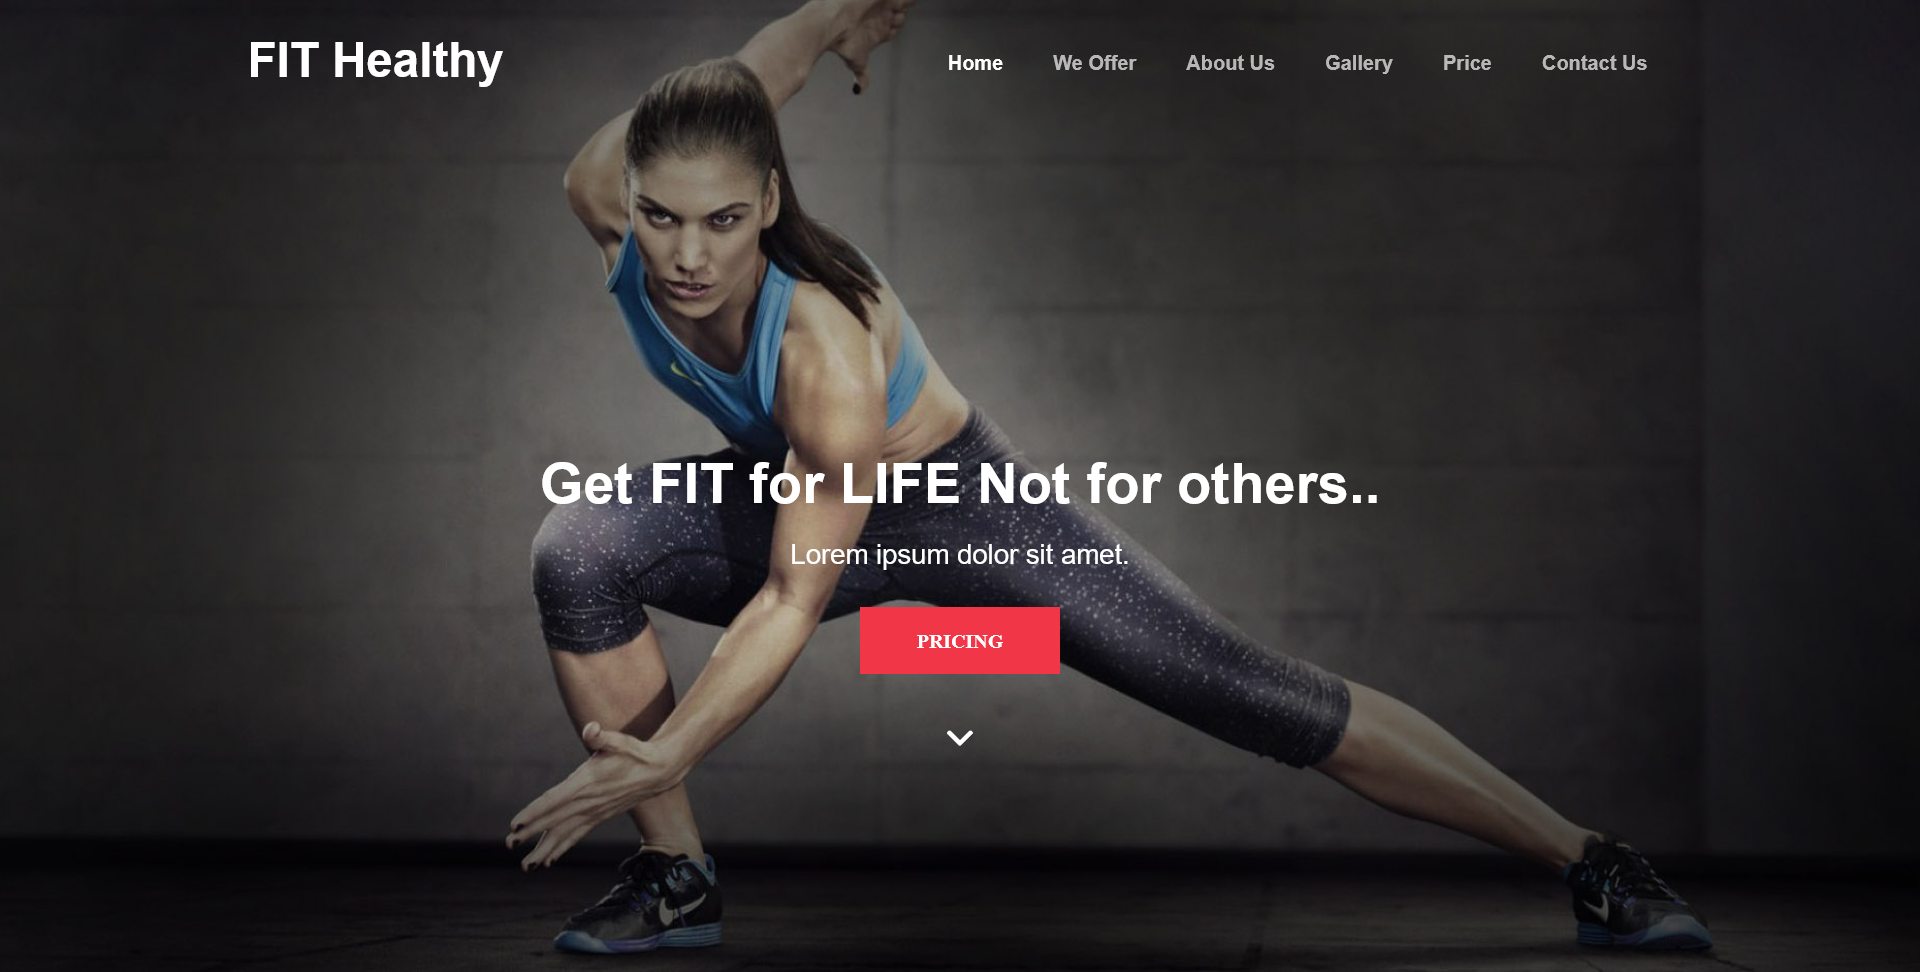 FIT Healthy
Home We Offer About Us Gallery Price Contact Us
Get FIT for LIFE Not for others..
Lorem ipsum dolor sit amet.
PRICING